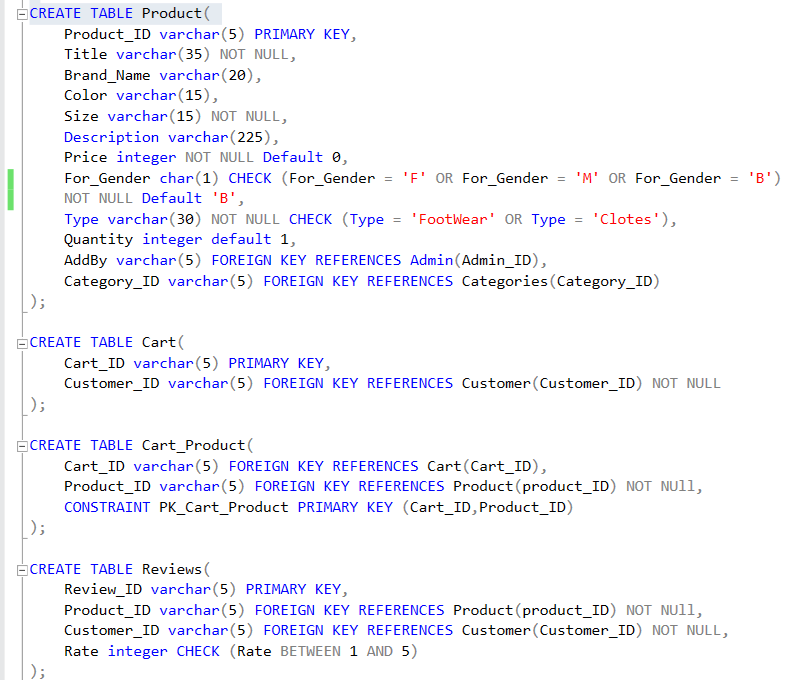 CREATE TABLE Product(
Product_ID varchar(5) PRIMARY KEY,
Title varchar(35) NOT NULL,
Brand_Name varchar(20),
Color varchar(15),
Size varchar(15) NOT NULL,
Description varchar(225),
Price integer NOT NULL Default 0,
For_Gender char(1) CHECK (For_Gender = 'F' OR For_Gender = 'M' OR For_Gender = 'B')
NOT NULL Default 'B',
Type varchar(30) NOT NULL CHECK (Type = 'FootWear' OR Type = 'Clotes'),
Quantity integer default 1,
AddBy varchar(5) FOREIGN KEY REFERENCES Admin(Admin_ID),
Category_ID varchar(5) FOREIGN KEY REFERENCES Categories(Category_ID)
);
CREATE TABLE Cart(
Cart_ID varchar(5) PRIMARY KEY,
Customer_ID varchar(5) FOREIGN KEY REFERENCES Customer(Customer_ID) NOT NULL
);
CREATE TABLE Cart_Product(
Cart_ID varchar(5) FOREIGN KEY REFERENCES Cart(Cart_ID),
Product_ID varchar(5) FOREIGN KEY REFERENCES Product(product_ID) NOT NUll,
CONSTRAINT PK_Cart_Product PRIMARY KEY (Cart_ID,Product_ID)
);
CREATE TABLE Reviews(
Review_ID varchar(5) PRIMARY KEY,
Product_ID varchar(5) FOREIGN KEY REFERENCES Product(product_ID) NOT NUll,
Customer_ID varchar(5) FOREIGN KEY REFERENCES Customer(Customer_ID) NOT NULL,
Rate integer CHECK (Rate BETWEEN 1 AND 5)
);